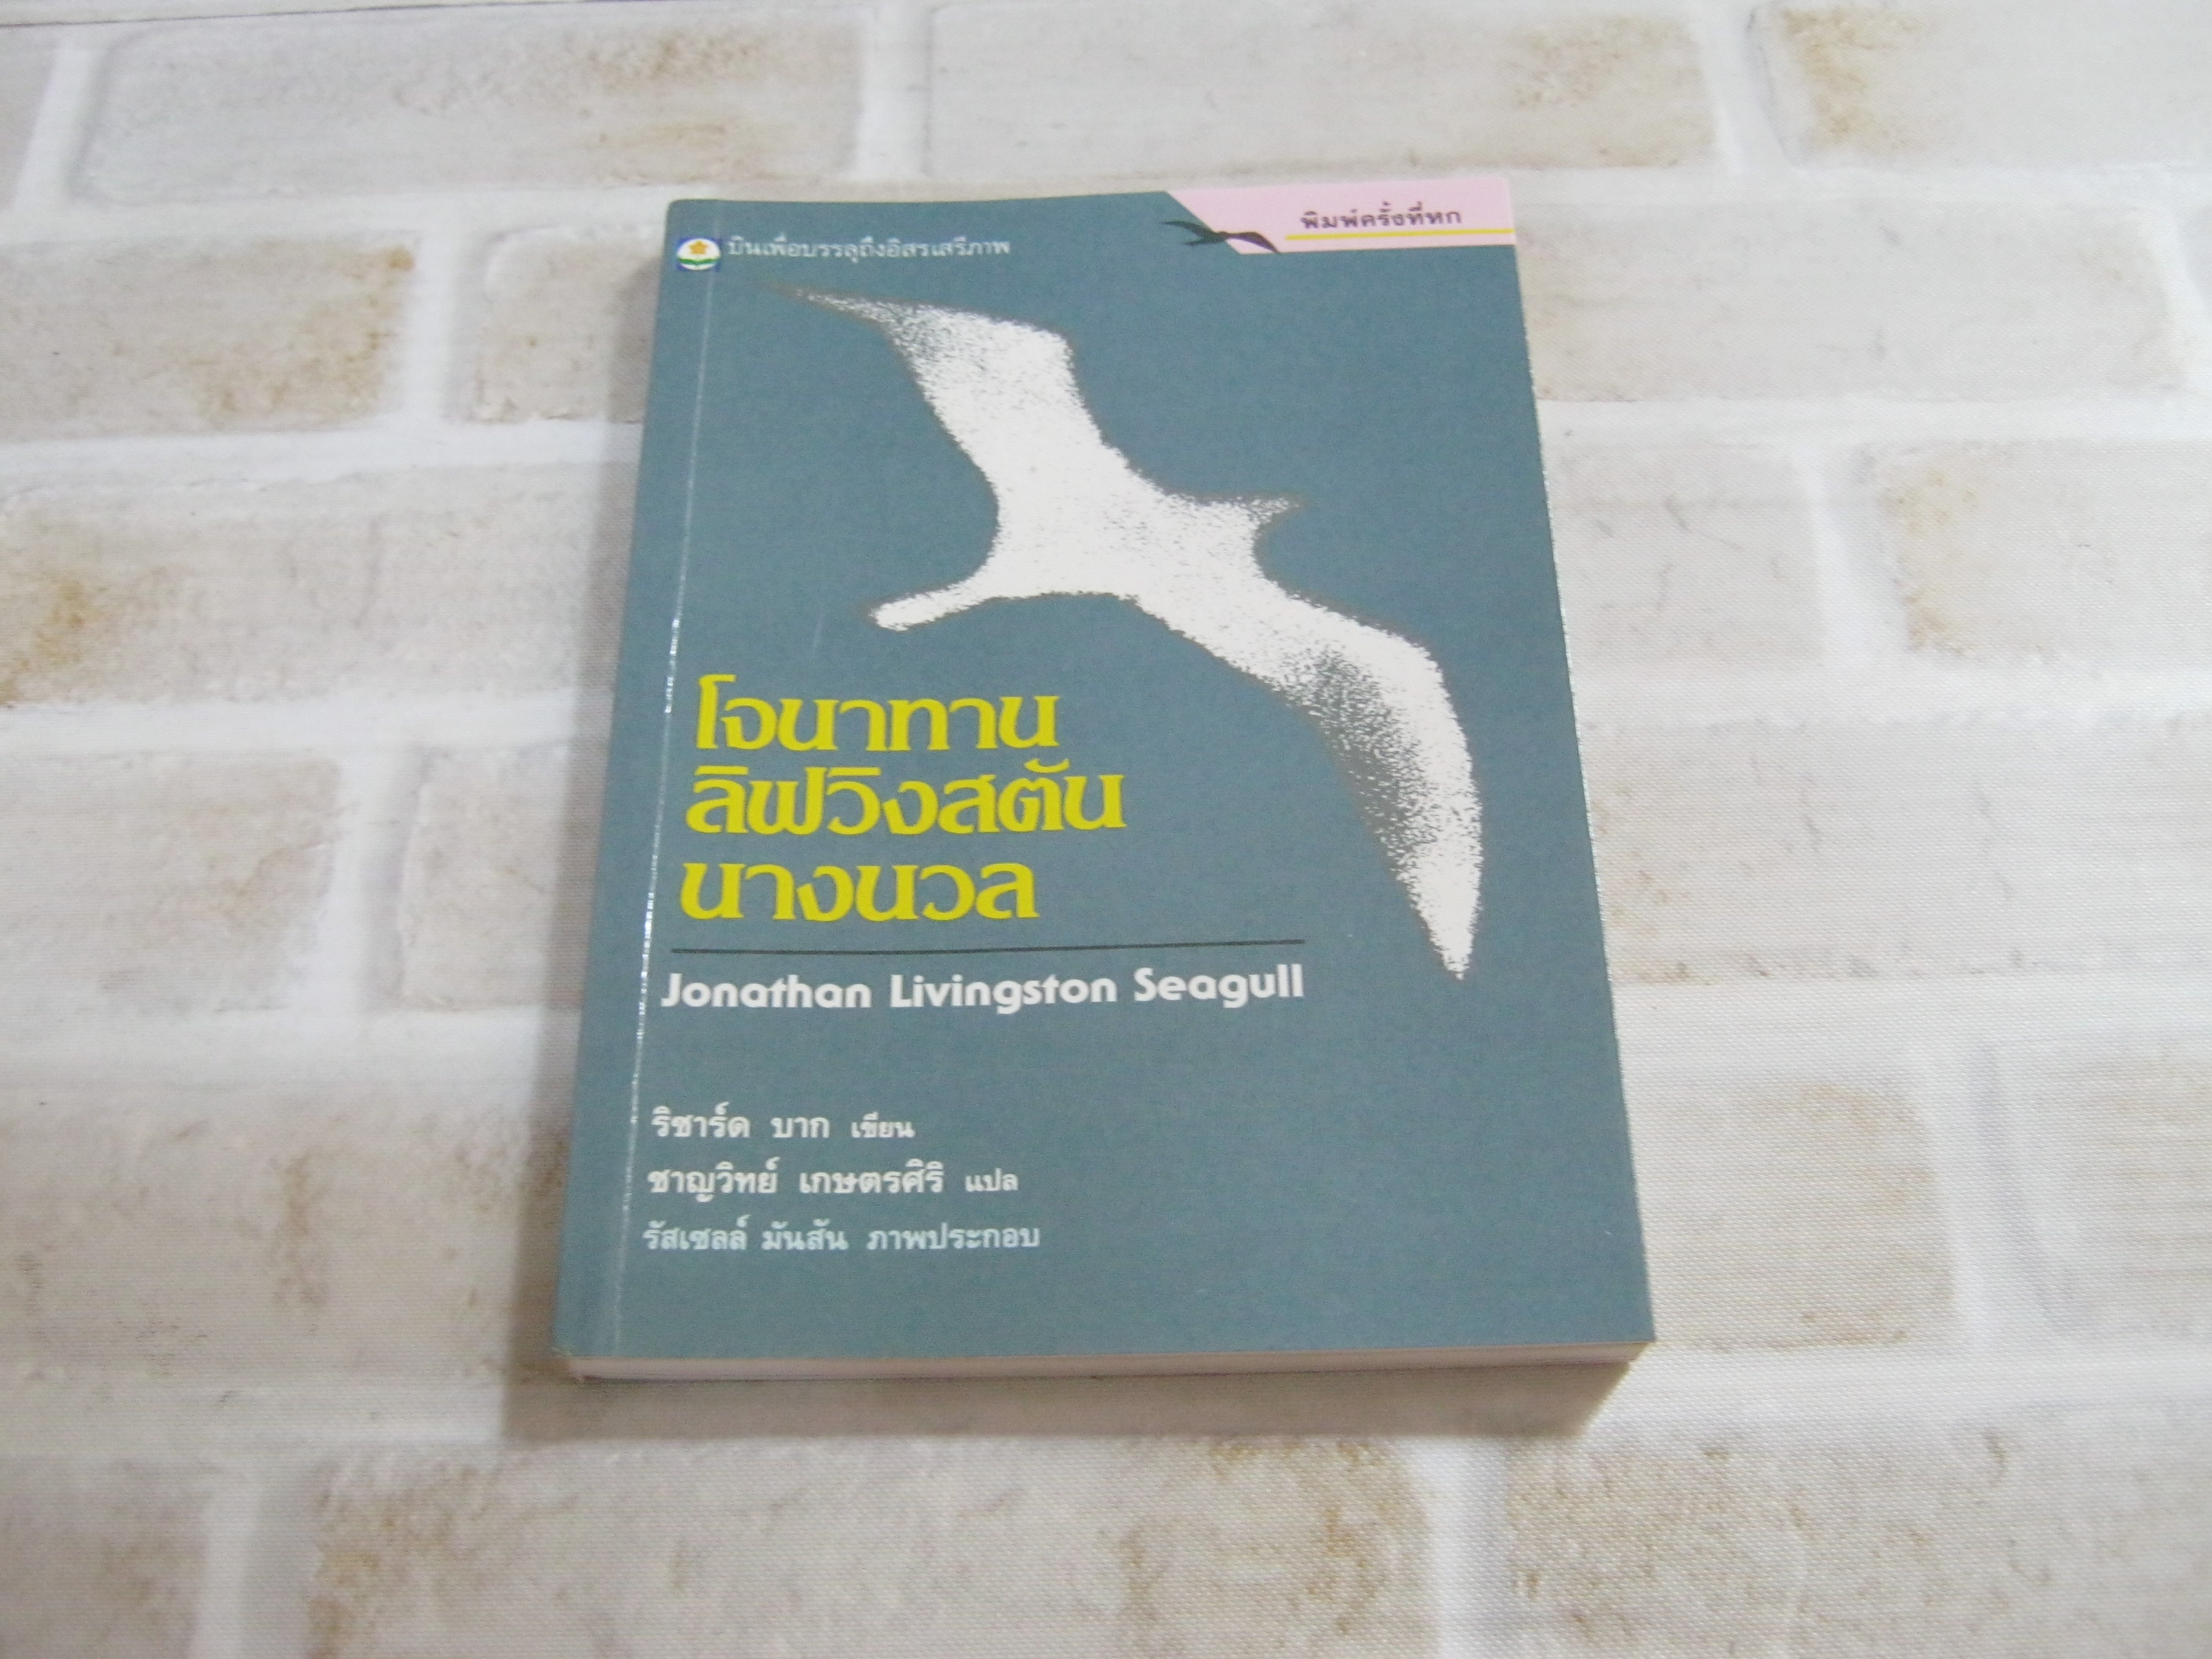 พิมพ์ครั้งที่หก
บินเพื่อบรรลุถึงอิสรเสรีภาพ
โจนาทาน
ลิฟวิงสตัน
นางนวล
Jonathan Livingston Seagull
ริชาร์ด บาก เขียน
ชาญวิทย์ เกษตรศิริ แปล
รัสเซลล์ มันสัน ภาพประกอบ